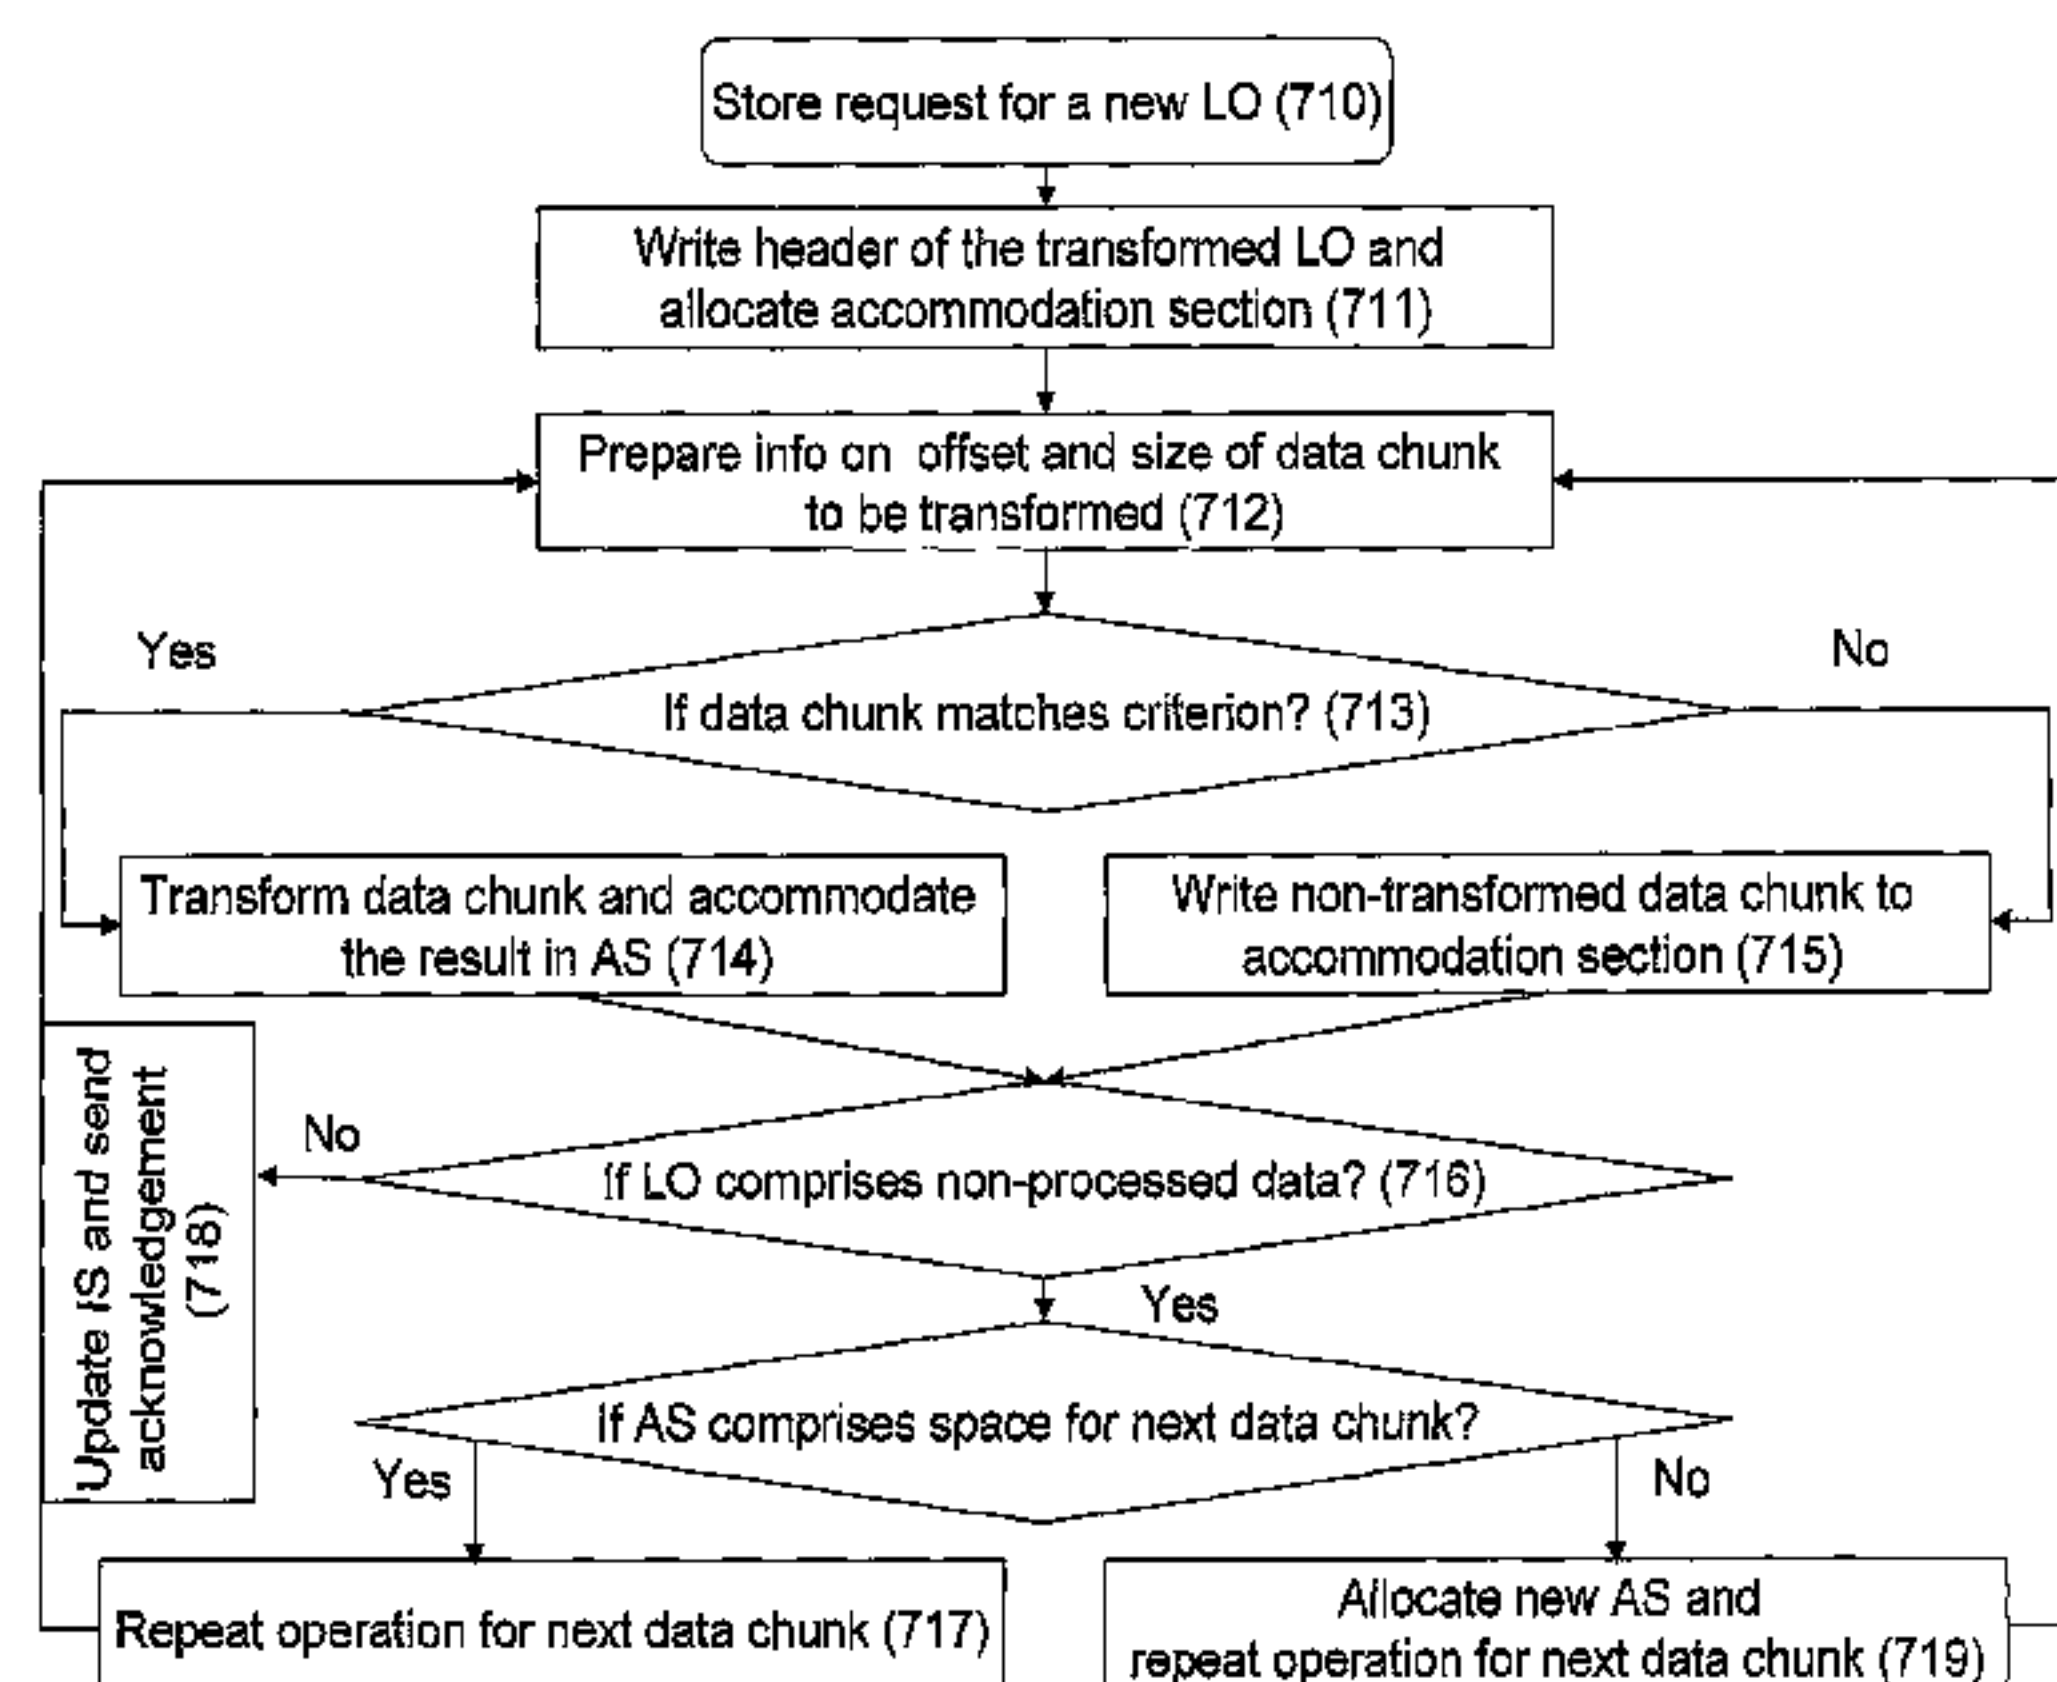 Store request for a new LO (710)
Write header of the transformed LO and
allocate accommodation section (711)
Prepare info on offset and size of data chunk
to be transformed (712)
Yes
No
If data chunk matches criterion? (713)
Transform data chunk and accommodate
the result in AS (714)
Write non-transformed data chunk to
accommodation section (715)
Update IS and send
acknowledgement
(718)
No
If LO comprises non-processed data? (716)
Yes
If AS comprises space for next data chunk?
Yes
No
Repeat operation for next data chunk (717)
Allocate new AS and
repeat operation for next data chunk (719)